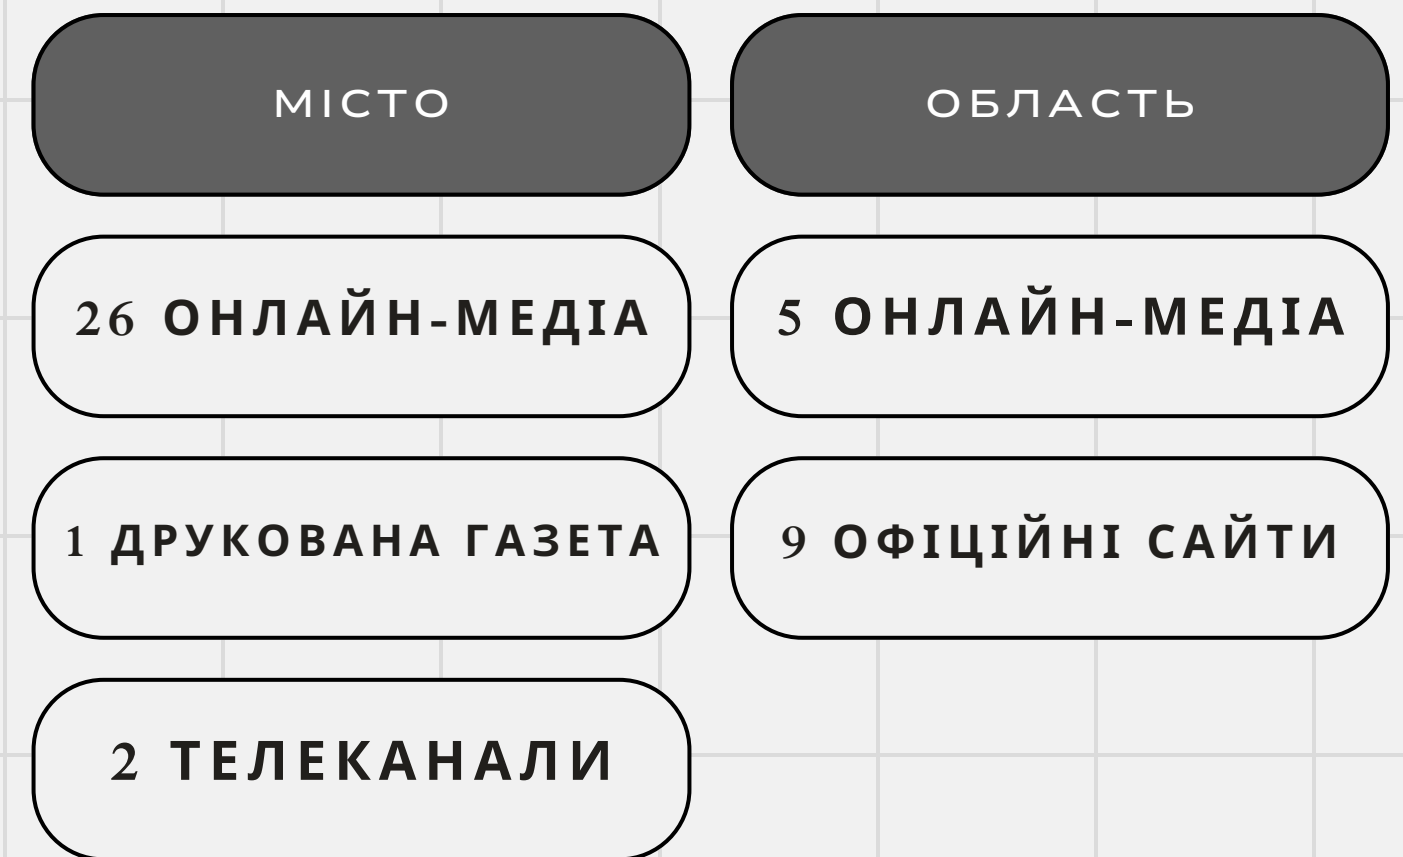 МІСТО
ОБЛАСТЬ
26 ОНЛАЙН-МЕДІА
5 ОНЛАЙН-МЕДІА
1 ДРУКОВАНА ГАЗЕТА
9 ОФІЦІЙНІ САЙТИ
2 ТЕЛЕКАНАЛИ